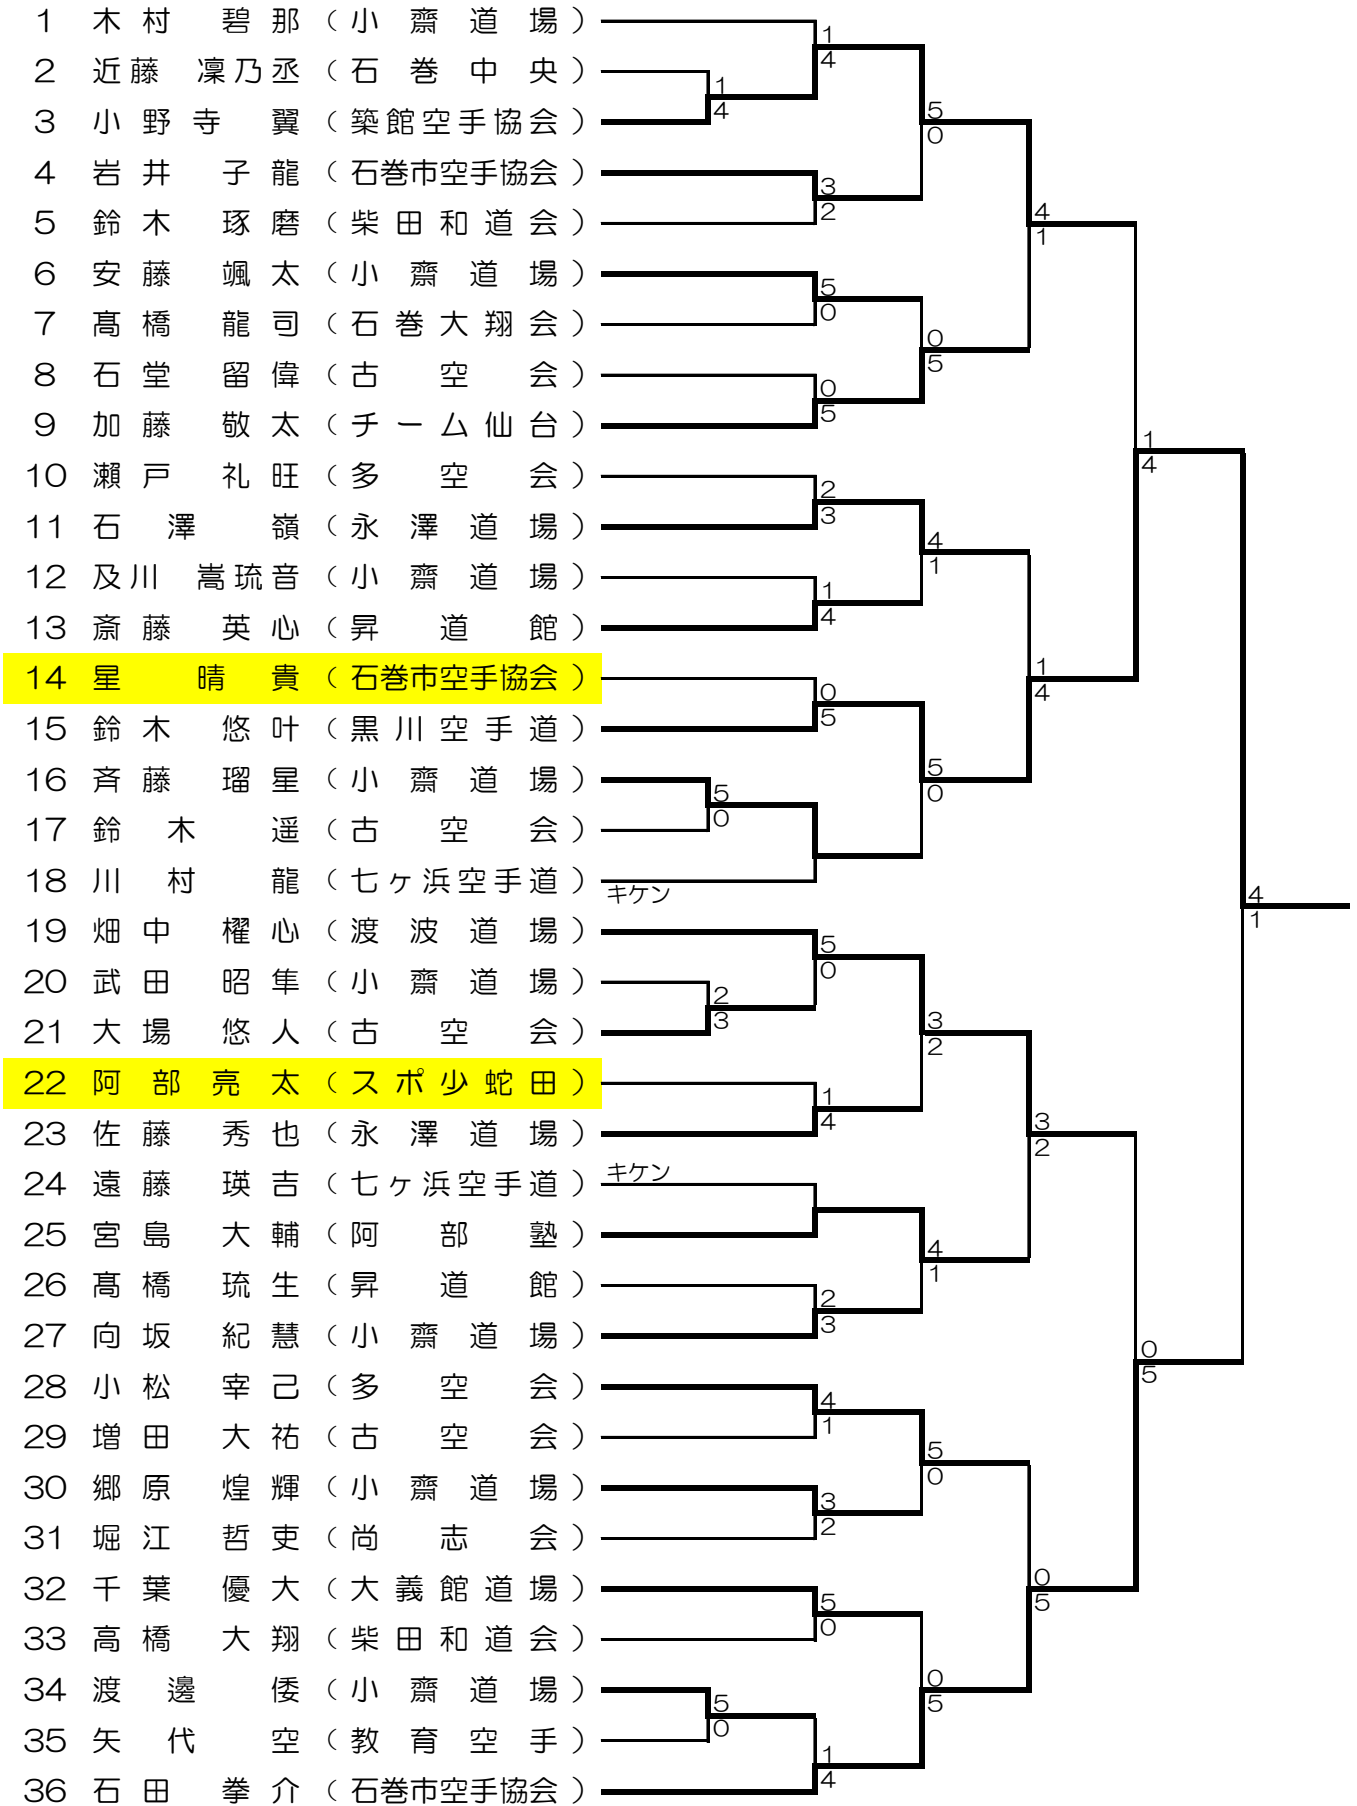 1 木村 碧那 (小齋道場)
2 近藤 凜乃丞 (石巻中央)
3 小野寺 翼 (築館空手協会)
4 岩井 子龍 (石巻市空手協会)
5 鈴木 琢磨 (柴田和道会)
6 安藤 颯太 (小齋道場)
7 髙橋 龍司 (石巻大翔会)
8 石堂 留偉 (古空会)
9 加藤 敬太 (チーム仙台)
10 瀬戸 礼旺 (多空会)
11 石澤 嶺 (永澤道場)
12 及川 嵩琉音 (小齋道場)
13 斎藤 英心 (昇道館)
14 星 晴貴 (石巻市空手協会)
15 鈴木 悠叶 (黒川空手道)
16 斉藤 瑠星 (小齋道場)
17 鈴木 遥 (古空会)
18 川村 龍 (七ヶ浜空手道) キケン
19 畑中 櫂心 (渡波道場)
20 武田 昭隼 (小齋道場)
21 大場 悠人 (古空会)
22 阿部亮太 (スポ少蛇田)
23 佐藤 秀也 (永澤道場)
24 遠藤 瑛吉 (七ヶ浜空手道) キケン
25 宮島 大輔 (阿部塾)
26 髙橋 琉生 (昇道館)
27 向坂 紀慧 (小齋道場)
28 小松 宰己 (多空会)
29 増田 大祐 (古空会)
30 郷原 煌輝 (小齋道場)
31 堀江 哲吏 (尚志会)
32 千葉 優大 (大義館道場)
33 高橋 大翔 (柴田和道会)
34 渡邊 倭 (小齋道場)
35 矢代 空 (教育空手)
36 石田 拳介 (石巻市空手協会)
1
4
5
0
2
3
5
0
1
4
3
2
5
0
0
5
2
3
1
4
0
5
5
0
1
4
2
3
4
1
3
2
5
0
1
4
5
0
0
5
4
1
5
0
3
2
4
1
5
0
0
5
4
1
1
4
3
2
0
5
1
4
0
5
4
1